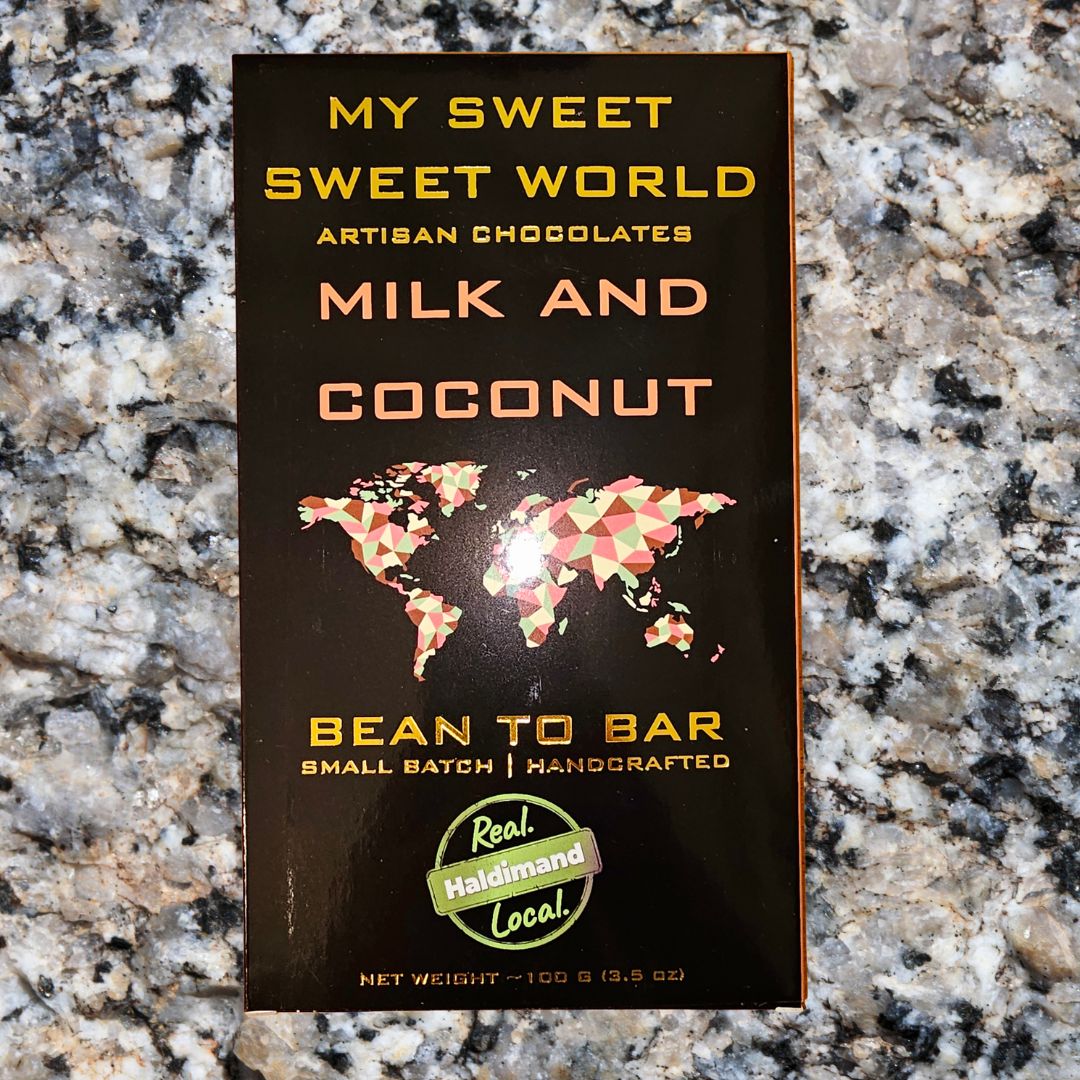 MY SWEET
SWEET WORLD
ARTISAN CHOCOLATES
MILK AND
COCONUT
BEAN TO BAR
SMALL BATCH | HANDCRAFTED
Real.
Haldimand
Local.
NET WEIGHT ~100 G (3.5 OZ)